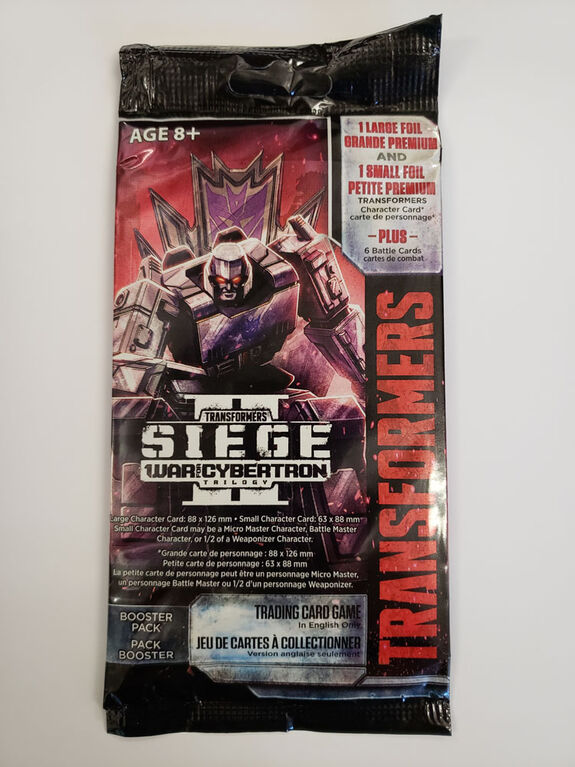 AGE 8+
1 LARGE FOIL
GRANDE PREMIUM
AND
1 SMALL FOIL
PETITE PREMIUM
TRANSFORMERS
Character Card*
carte de personnage*
PLUS
6 Battle Cards
cartes de combat
TRANSFORMERS
TRANSFORMERS
SIEGE
II
WAR FOR CYBERTRON
TRILOGY
Large Character Card: 88 x 126 mm • Small Character Card: 63 x 88 mm
Small Character Card may be a Micro Master Character, Battle Master
Character, or 1/2 of a Weaponizer Character.
*Grande carte de personnage : 88 x 126 mm
Petite carte de personnage : 63 x 88 mm
La petite carte de personnage peut être un personnage Micro Master,
un personnage Battle Master ou 1/2 d'un personnage Weaponizer.
BOOSTER
PACK
PACK
BOOSTER
TRADING CARD GAME
In English Only
JEU DE CARTES À COLLECTIONNER
Version anglaise seulement